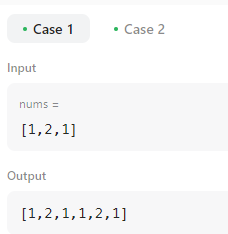 Case 1 Case 2
Input
nums =
[1,2,1]
Output
[1,2,1,1,2,1]